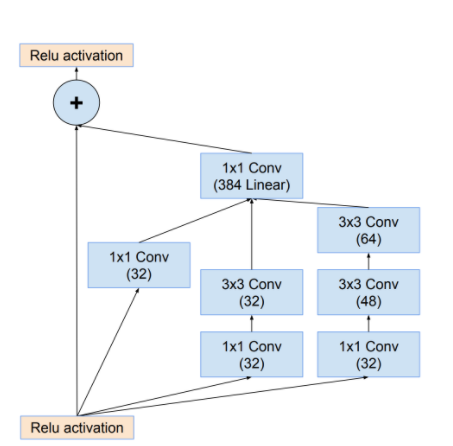 Relu activation
+
1x1 Conv
(384 Linear)
3x3 Conv
(64)
1x1 Conv
(32)
3x3 Conv
(32)
3x3 Conv
(48)
1x1 Conv
(32)
1x1 Conv
(32)
Relu activation